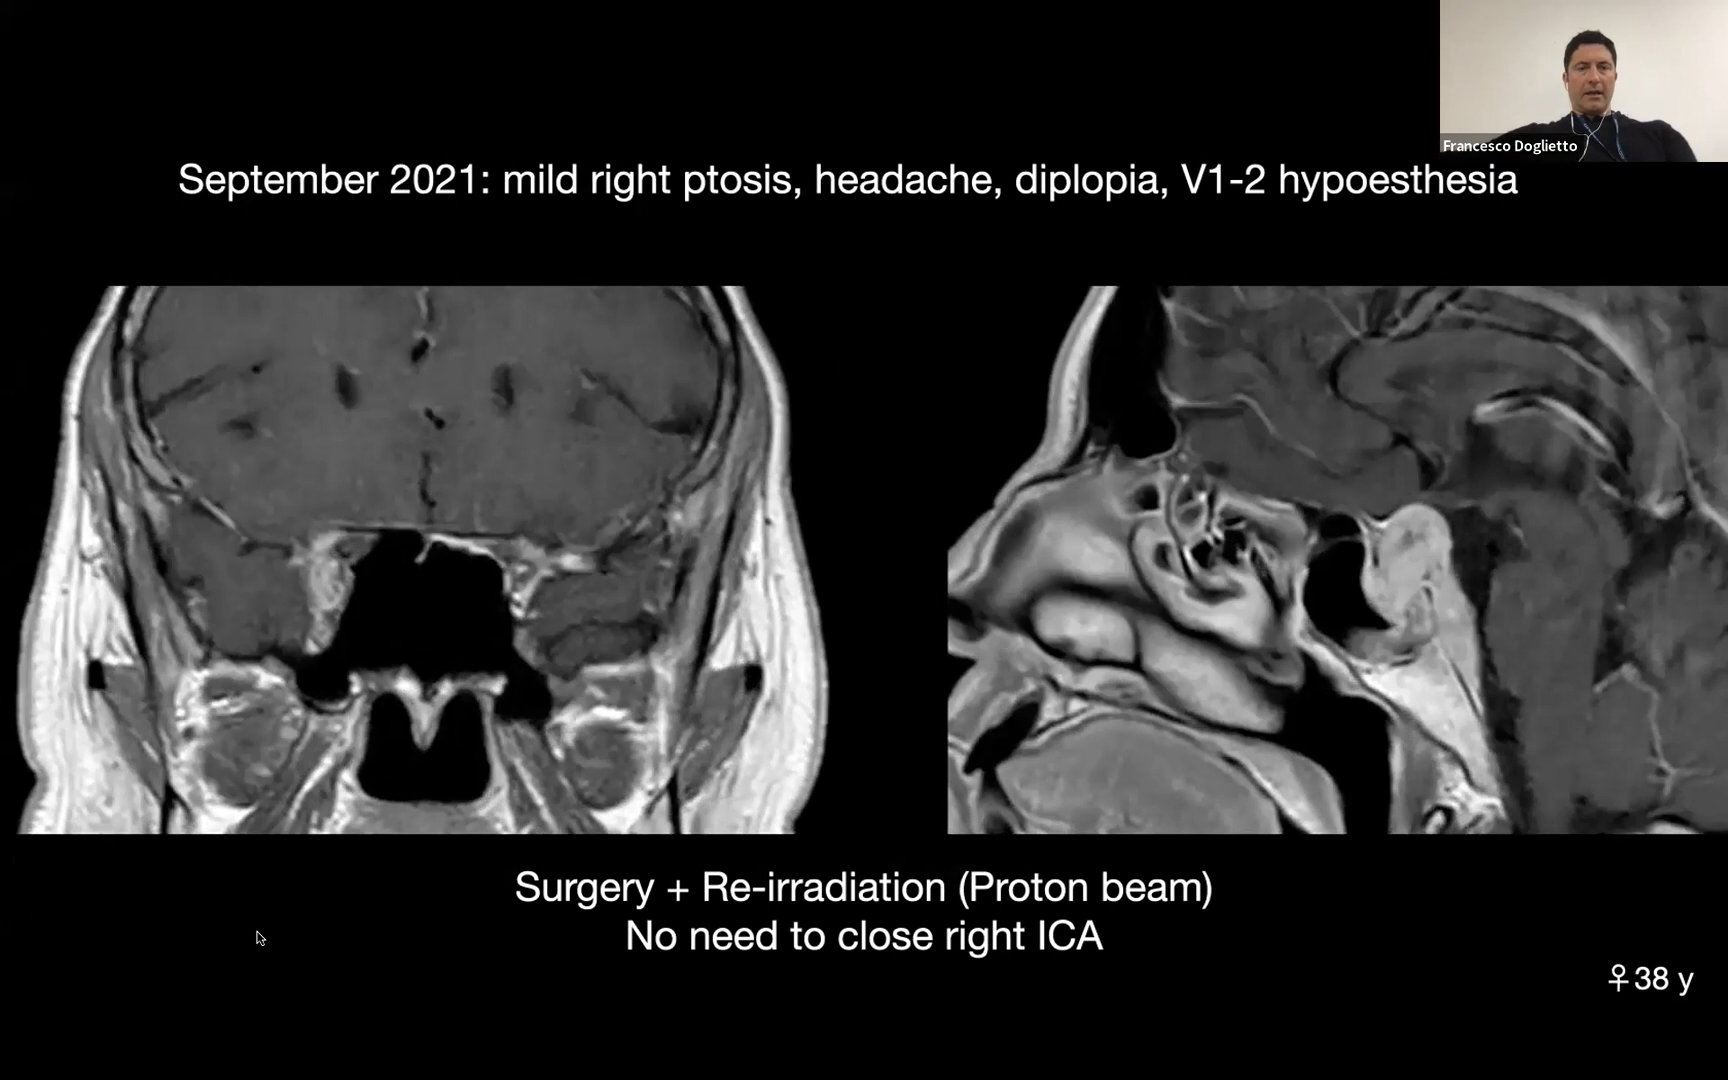 Francesco Doglietto
September 2021: mild right ptosis, headache, diplopia, V1-2 hypoesthesia
Surgery + Re-irradiation (Proton beam)
No need to close right ICA
♀38 y